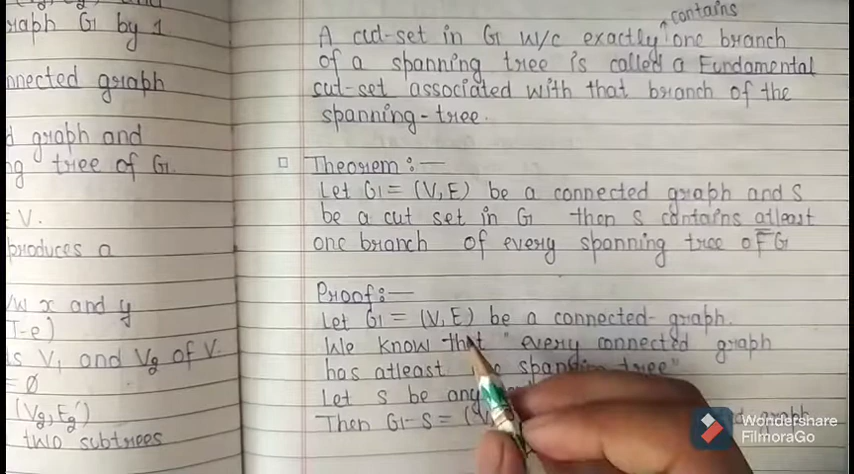 raph G by 1
nnected graph
d graph and
ng tree of G.
= V.
produces a
w x and y
T-e)
is V1 and V2 of V.
= ∅
(V2, E2')
two subtrees
contains
A cut-set in G w/c exactly ↑ one branch
of a spanning tree is called a Fundamental
cut-set associated with that branch of the
spanning-tree.
□ Theorem:—
Let G = (V, E) be a connected graph and S
be a cut set in G then S contains atleast
one branch of every spanning tree of G
Proof:—
Let G = (V, E) be a connected- graph.
We know that " every connected graph
has atleast spanning tree"
Let S be any
Then G-S = (V, graph
Wondershare
FilmoraGo